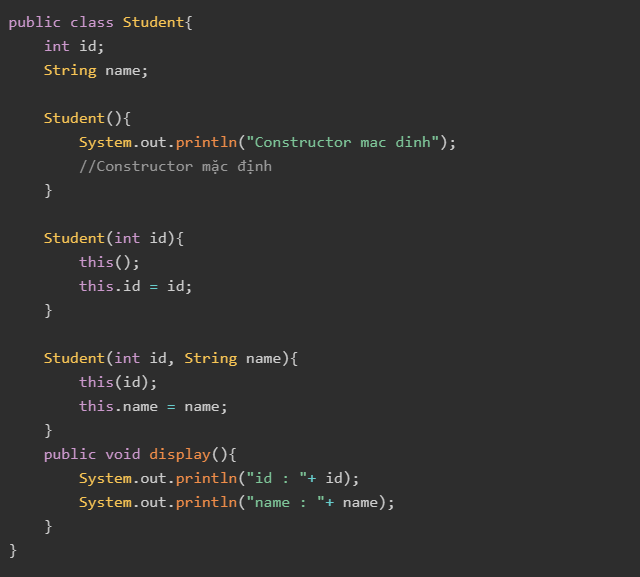 public class Student{
    int id;
    String name;

    Student(){
        System.out.println("Constructor mac dinh");
        //Constructor mặc định
    }

    Student(int id){
        this();
        this.id = id;
    }

    Student(int id, String name){
        this(id);
        this.name = name;
    }
    public void display(){
        System.out.println("id : "+ id);
        System.out.println("name : "+ name);
    }
}